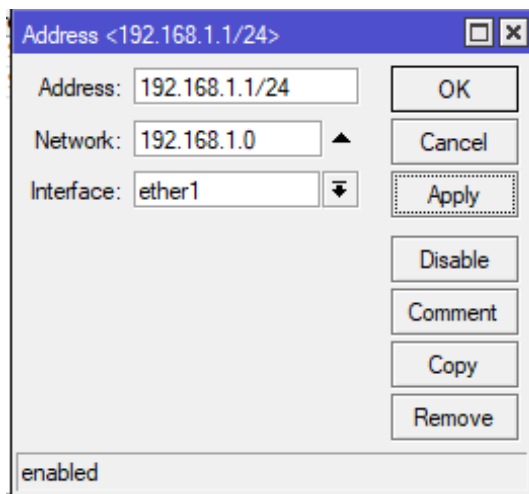 Address <192.168.1.1/24>
Address: 192.168.1.1/24
OK
Network: 192.168.1.0
Cancel
Interface: ether1
Apply
Disable
Comment
Copy
Remove
enabled